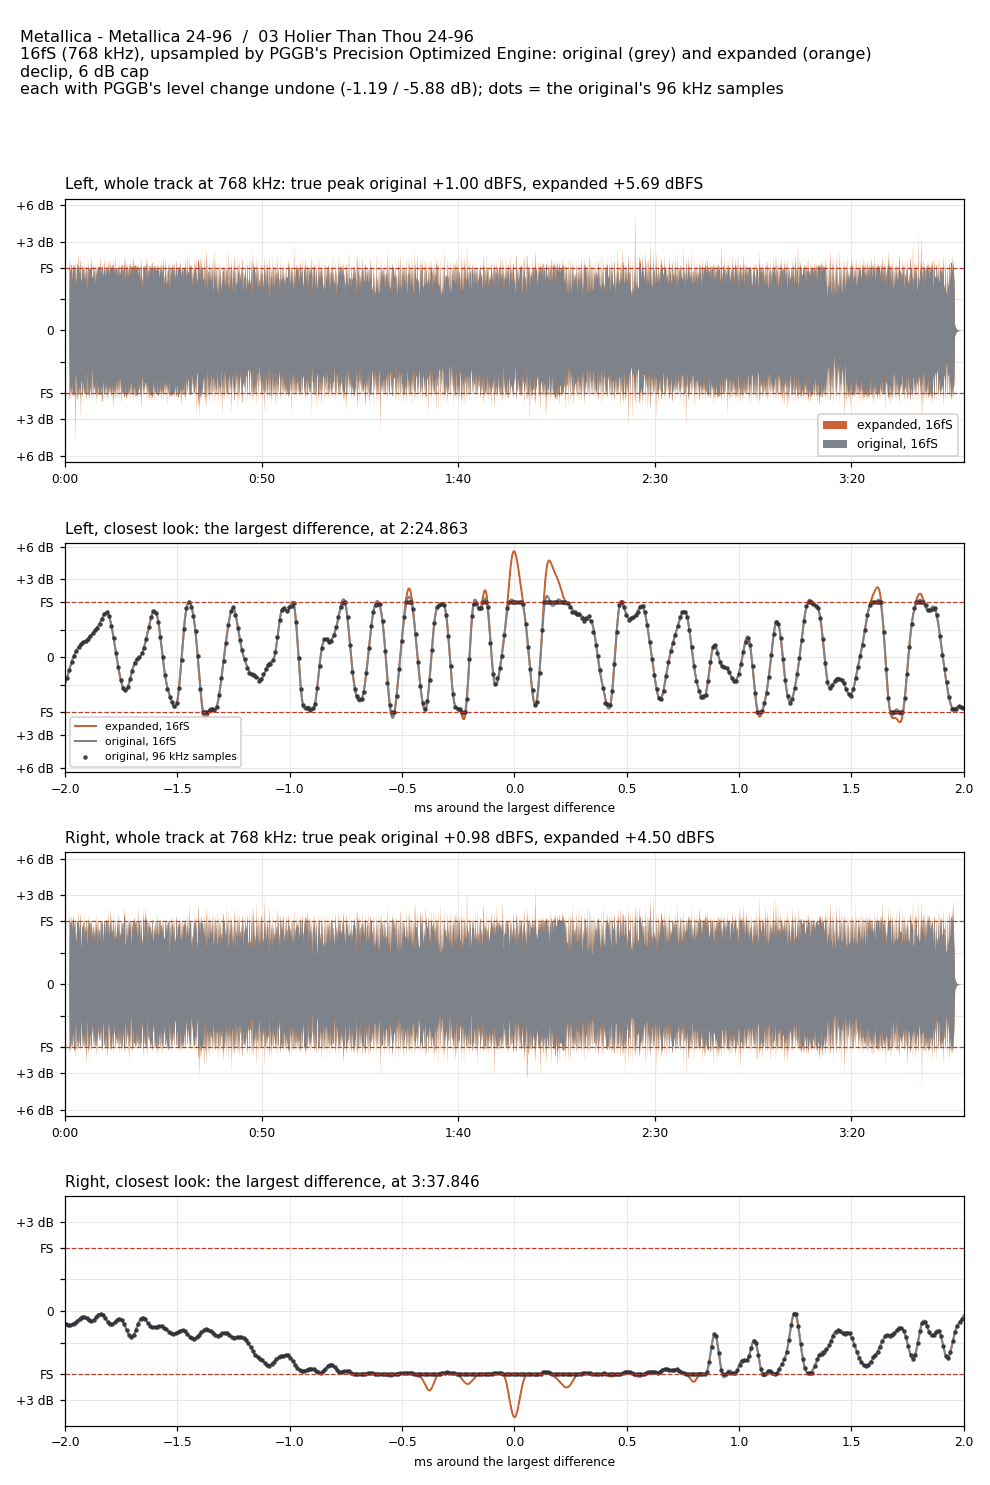 Metallica - Metallica 24-96 / 03 Holier Than Thou 24-96
16fS (768 kHz), upsampled by PGGB's Precision Optimized Engine: original (grey) and expanded (orange)
declip, 6 dB cap
each with PGGB's level change undone (-1.19 / -5.88 dB); dots = the original's 96 kHz samples
Left, whole track at 768 kHz: true peak original +1.00 dBFS, expanded +5.69 dBFS
+6 dB
+3 dB
FS
0
FS
+3 dB
+6 dB
expanded, 16fS
original, 16fS
0:00 0:50 1:40 2:30 3:20
Left, closest look: the largest difference, at 2:24.863
+6 dB
+3 dB
FS
0
FS
+3 dB
+6 dB
expanded, 16fS
original, 16fS
original, 96 kHz samples
−2.0 −1.5 −1.0 −0.5 0.0 0.5 1.0 1.5 2.0
ms around the largest difference
Right, whole track at 768 kHz: true peak original +0.98 dBFS, expanded +4.50 dBFS
+6 dB
+3 dB
FS
0
FS
+3 dB
+6 dB
0:00 0:50 1:40 2:30 3:20
Right, closest look: the largest difference, at 3:37.846
+3 dB
FS
0
FS
+3 dB
−2.0 −1.5 −1.0 −0.5 0.0 0.5 1.0 1.5 2.0
ms around the largest difference